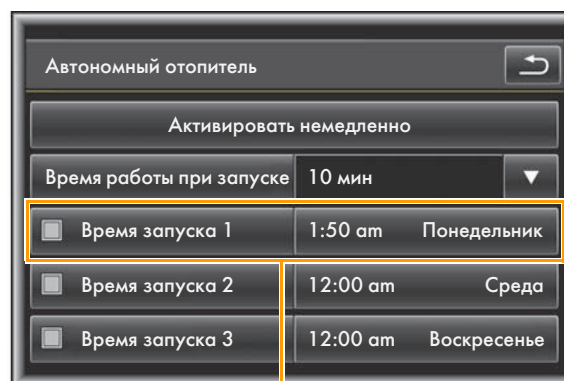 Автономный отопитель
Активировать немедленно
Время работы при запуске 10 мин
Время запуска 1 1:50 am Понедельник
Время запуска 2 12:00 am Среда
Время запуска 3 12:00 am Воскресенье